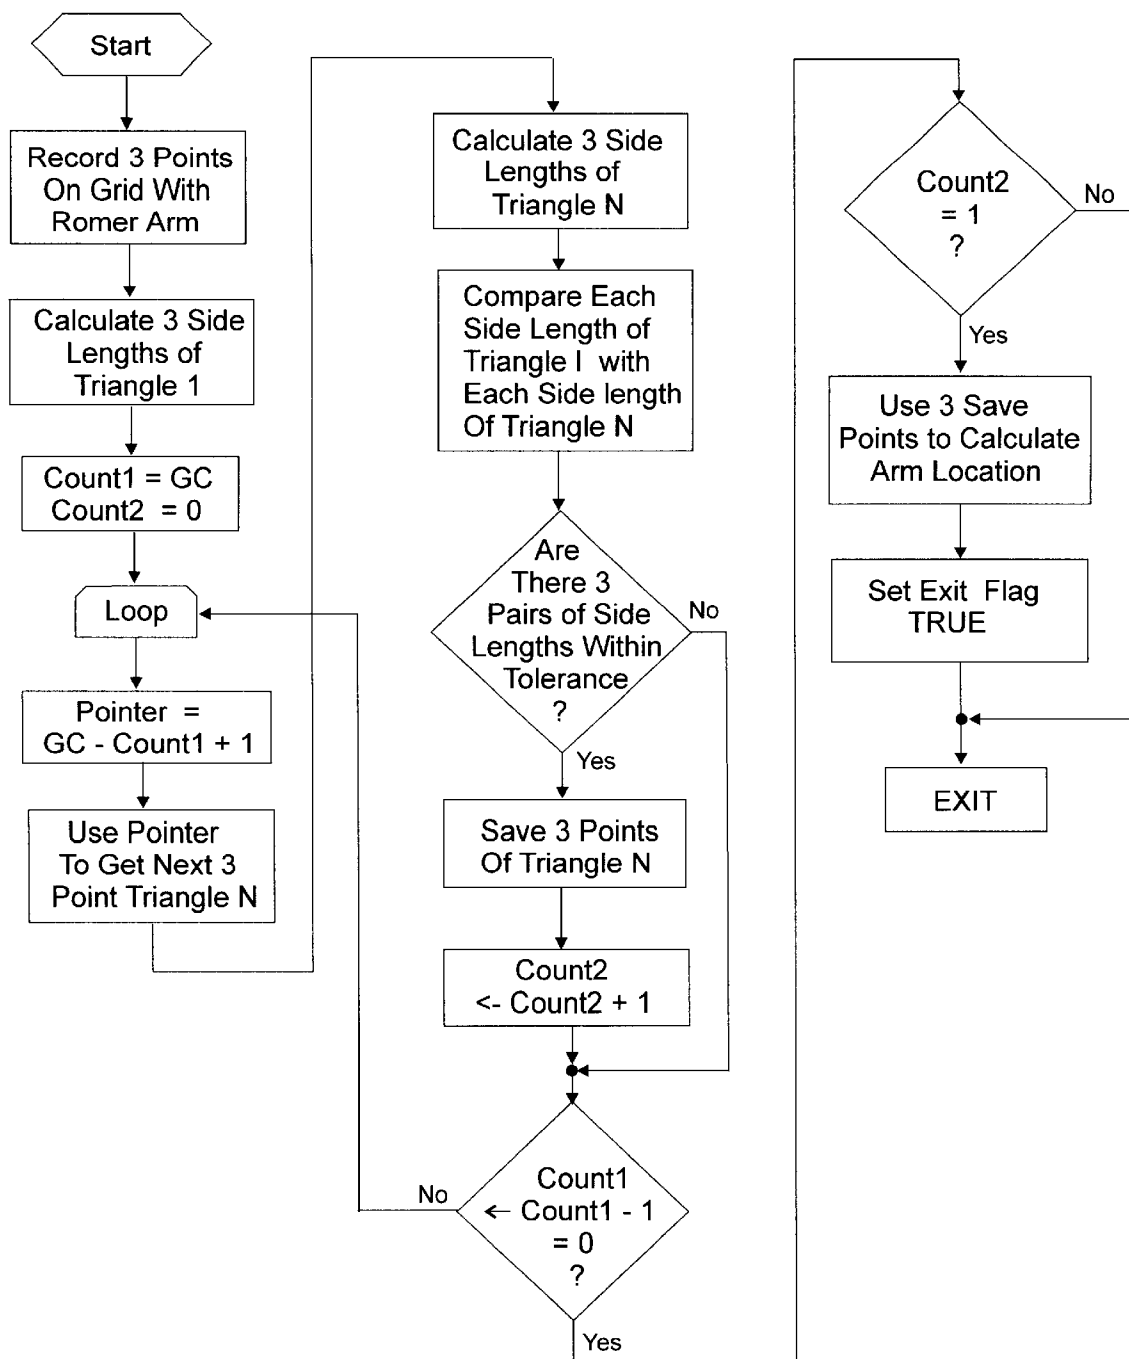 Start
Record 3 Points
On Grid With
Romer Arm
Calculate 3 Side
Lengths of
Triangle 1
Count1 = GC
Count2 = 0
Loop
Pointer =
GC - Count1 + 1
Use Pointer
To Get Next 3
Point Triangle N
Calculate 3 Side
Lengths of
Triangle N
Compare Each
Side Length of
Triangle I with
Each Side length
Of Triangle N
Are
There 3
Pairs of Side
Lengths Within
Tolerance
?
No
Yes
Save 3 Points
Of Triangle N
Count2
<- Count2 + 1
Count1
← Count1 - 1
= 0
?
No
Yes
Count2
= 1
?
No
Yes
Use 3 Save
Points to Calculate
Arm Location
Set Exit Flag
TRUE
EXIT